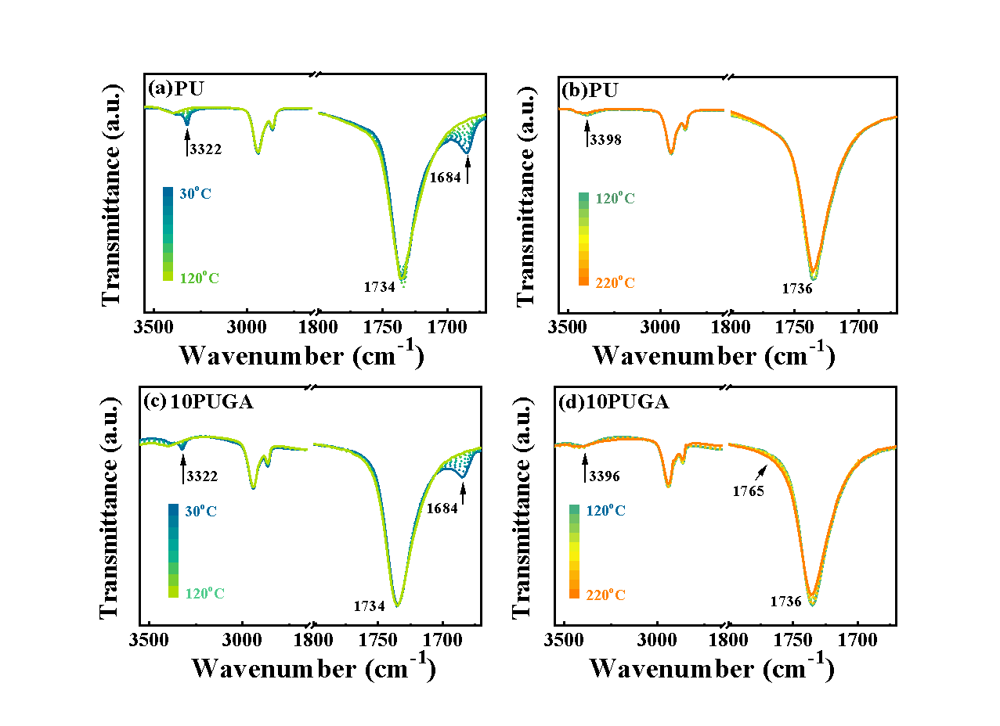 (a)PU
Transmittance (a.u.)
3322
1684
30°C
120°C
1734
3500 3000 1800 1750 1700
Wavenumber (cm-1)
(b)PU
Transmittance (a.u.)
3398
120°C
220°C
1736
3500 3000 1800 1750 1700
Wavenumber (cm-1)
(c) 10PUGA
Transmittance (a.u.)
3322
1684
30°C
120°C
1734
3500 3000 1800 1750 1700
Wavenumber (cm-1)
(d)10PUGA
Transmittance (a.u.)
3396
1765
120°C
220°C
1736
3500 3000 1800 1750 1700
Wavenumber (cm-1)